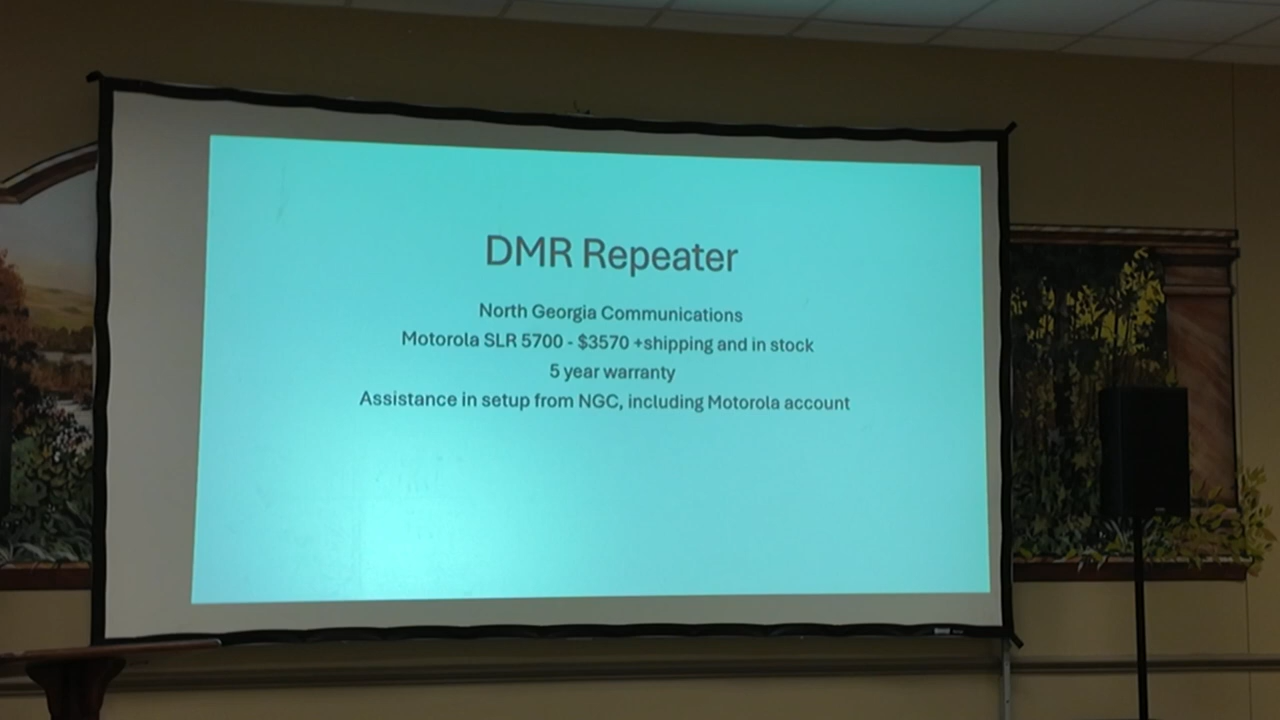 DMR Repeater
North Georgia Communications
Motorola SLR 5700 - $3570 +shipping and in stock
5 year warranty
Assistance in setup from NGC, including Motorola account